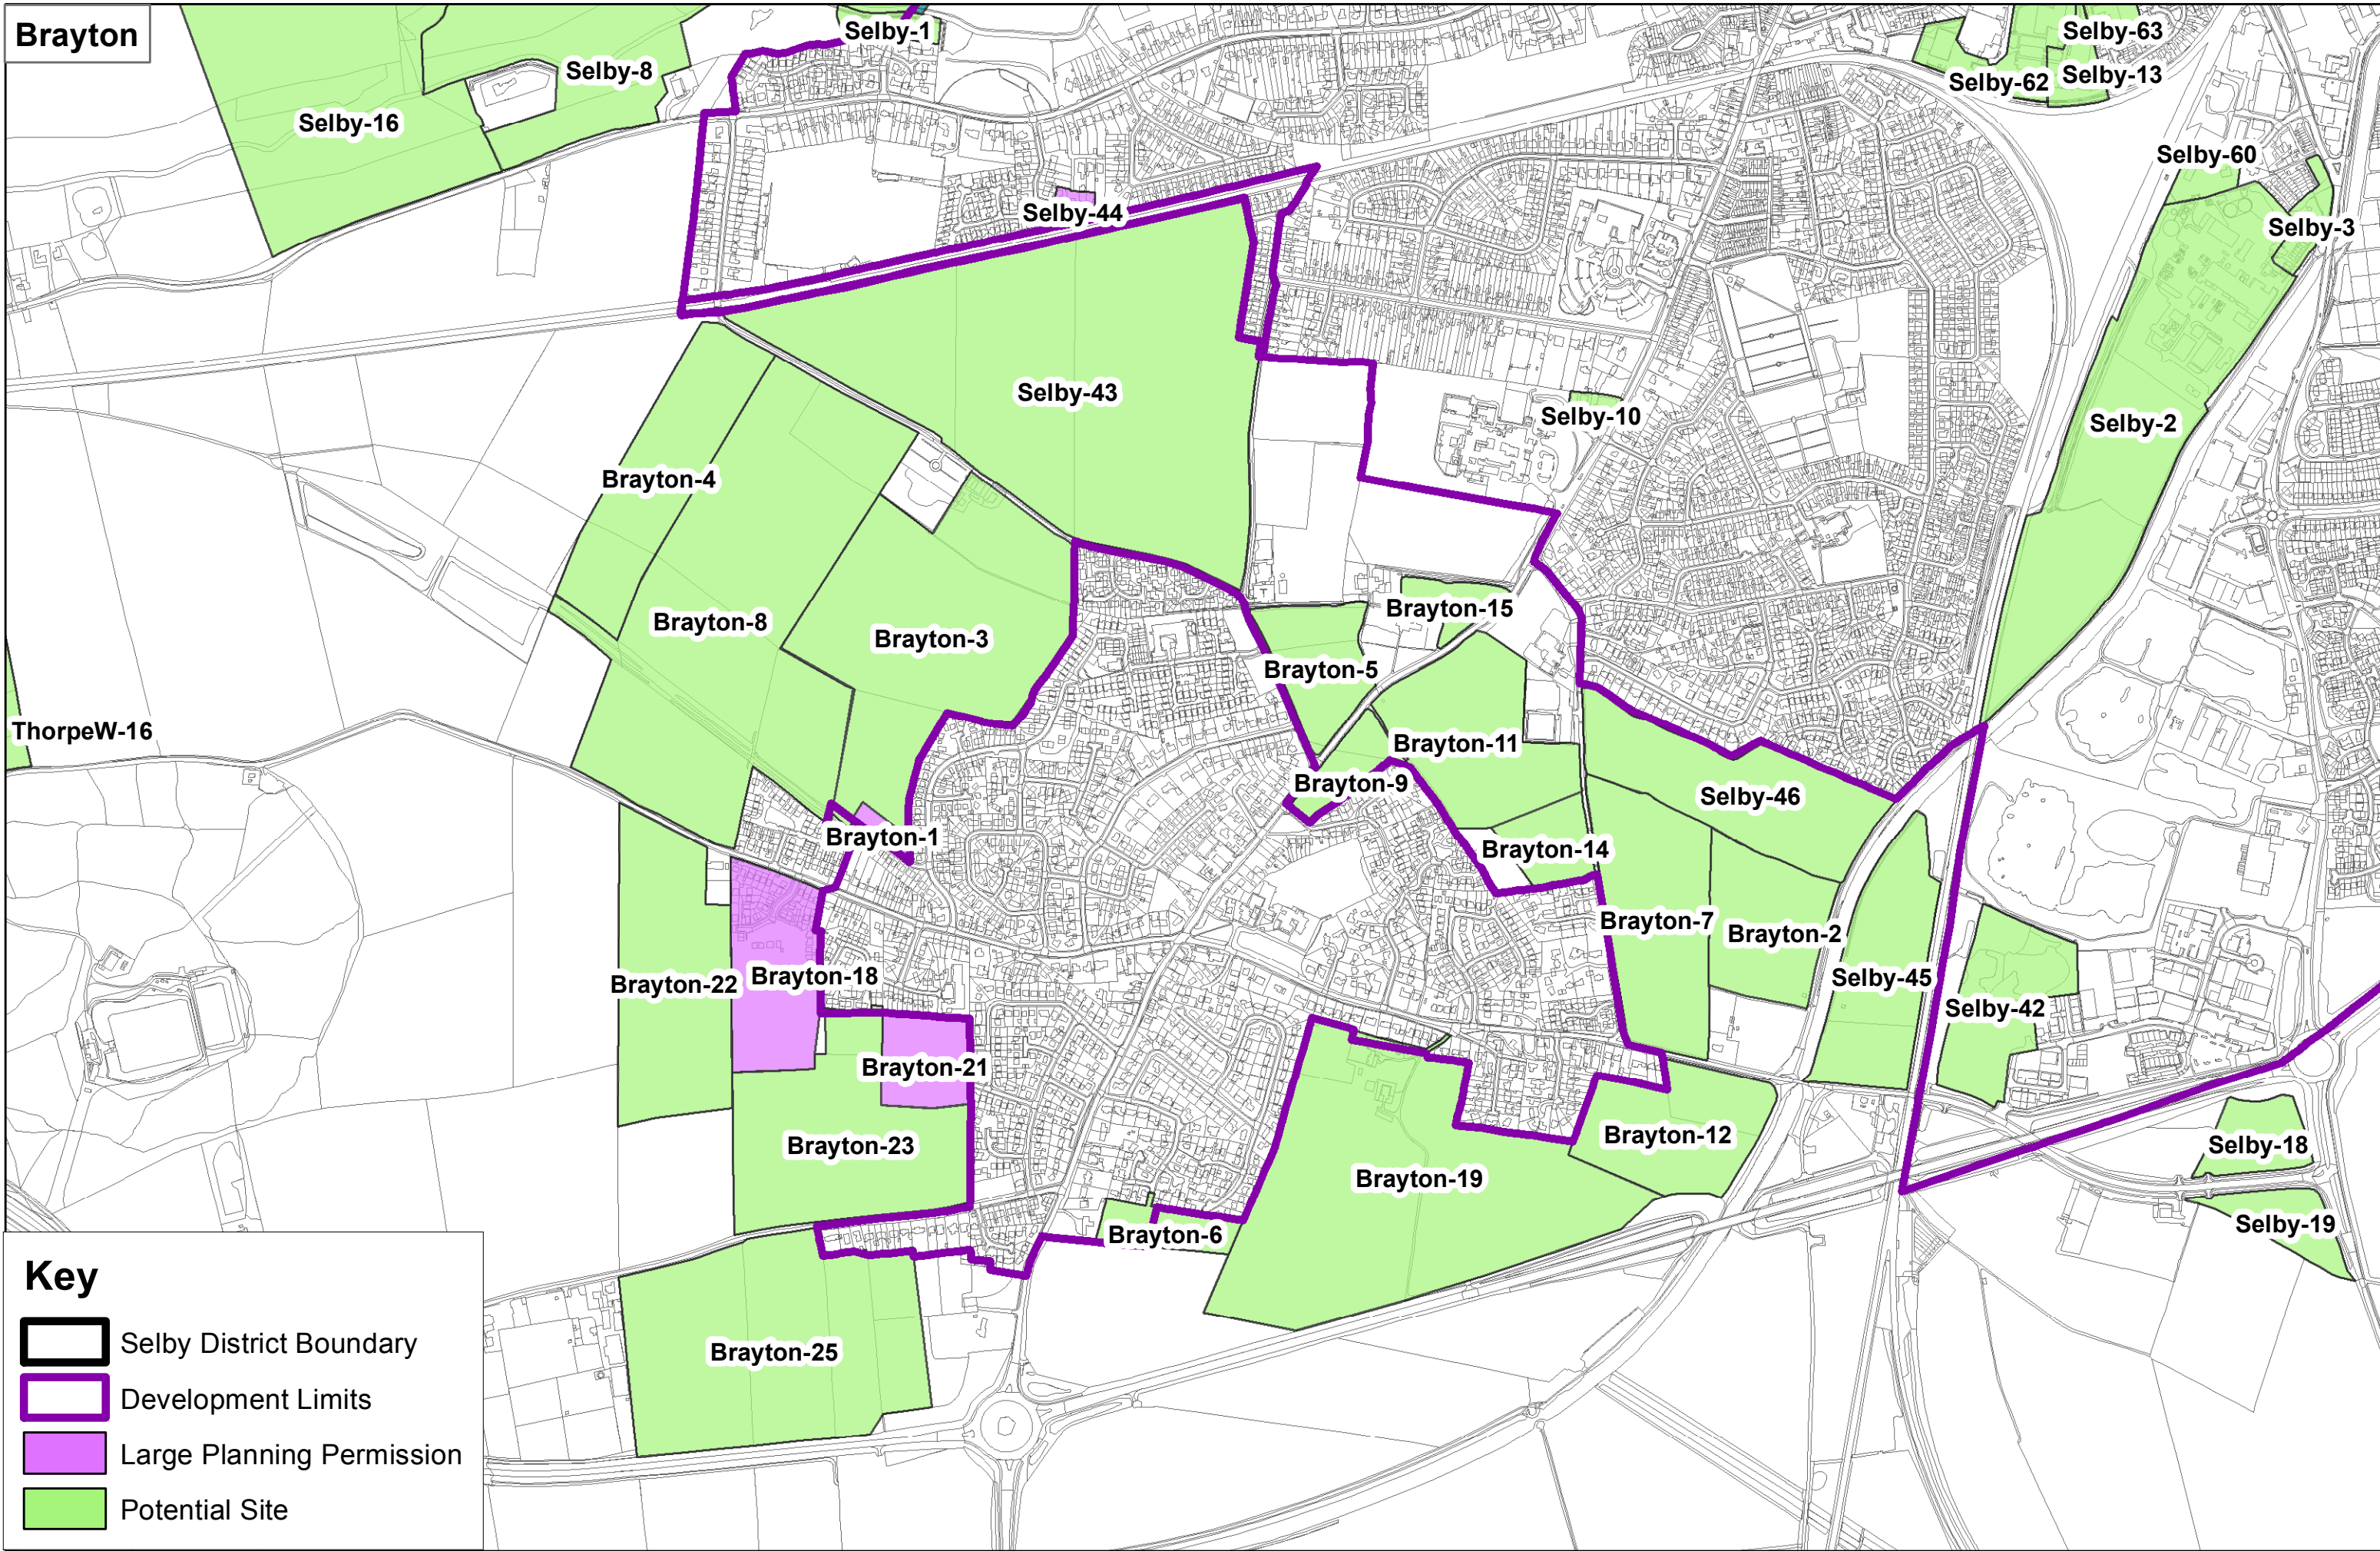 Brayton
Selby-1
Selby-63
Selby-8
Selby-62
Selby-13
Selby-16
Selby-60
Selby-44
Selby-3
Selby-43
Selby-10
Selby-2
Brayton-4
Brayton-15
Brayton-8
Brayton-3
Brayton-5
ThorpeW-16
Brayton-11
Brayton-9
Selby-46
Brayton-1
Brayton-14
Brayton-7
Brayton-2
Brayton-22
Brayton-18
Selby-45
Selby-42
Brayton-21
Brayton-23
Brayton-12
Selby-18
Brayton-19
Selby-19
Brayton-6
Brayton-25
Key
Selby District Boundary
Development Limits
Large Planning Permission
Potential Site